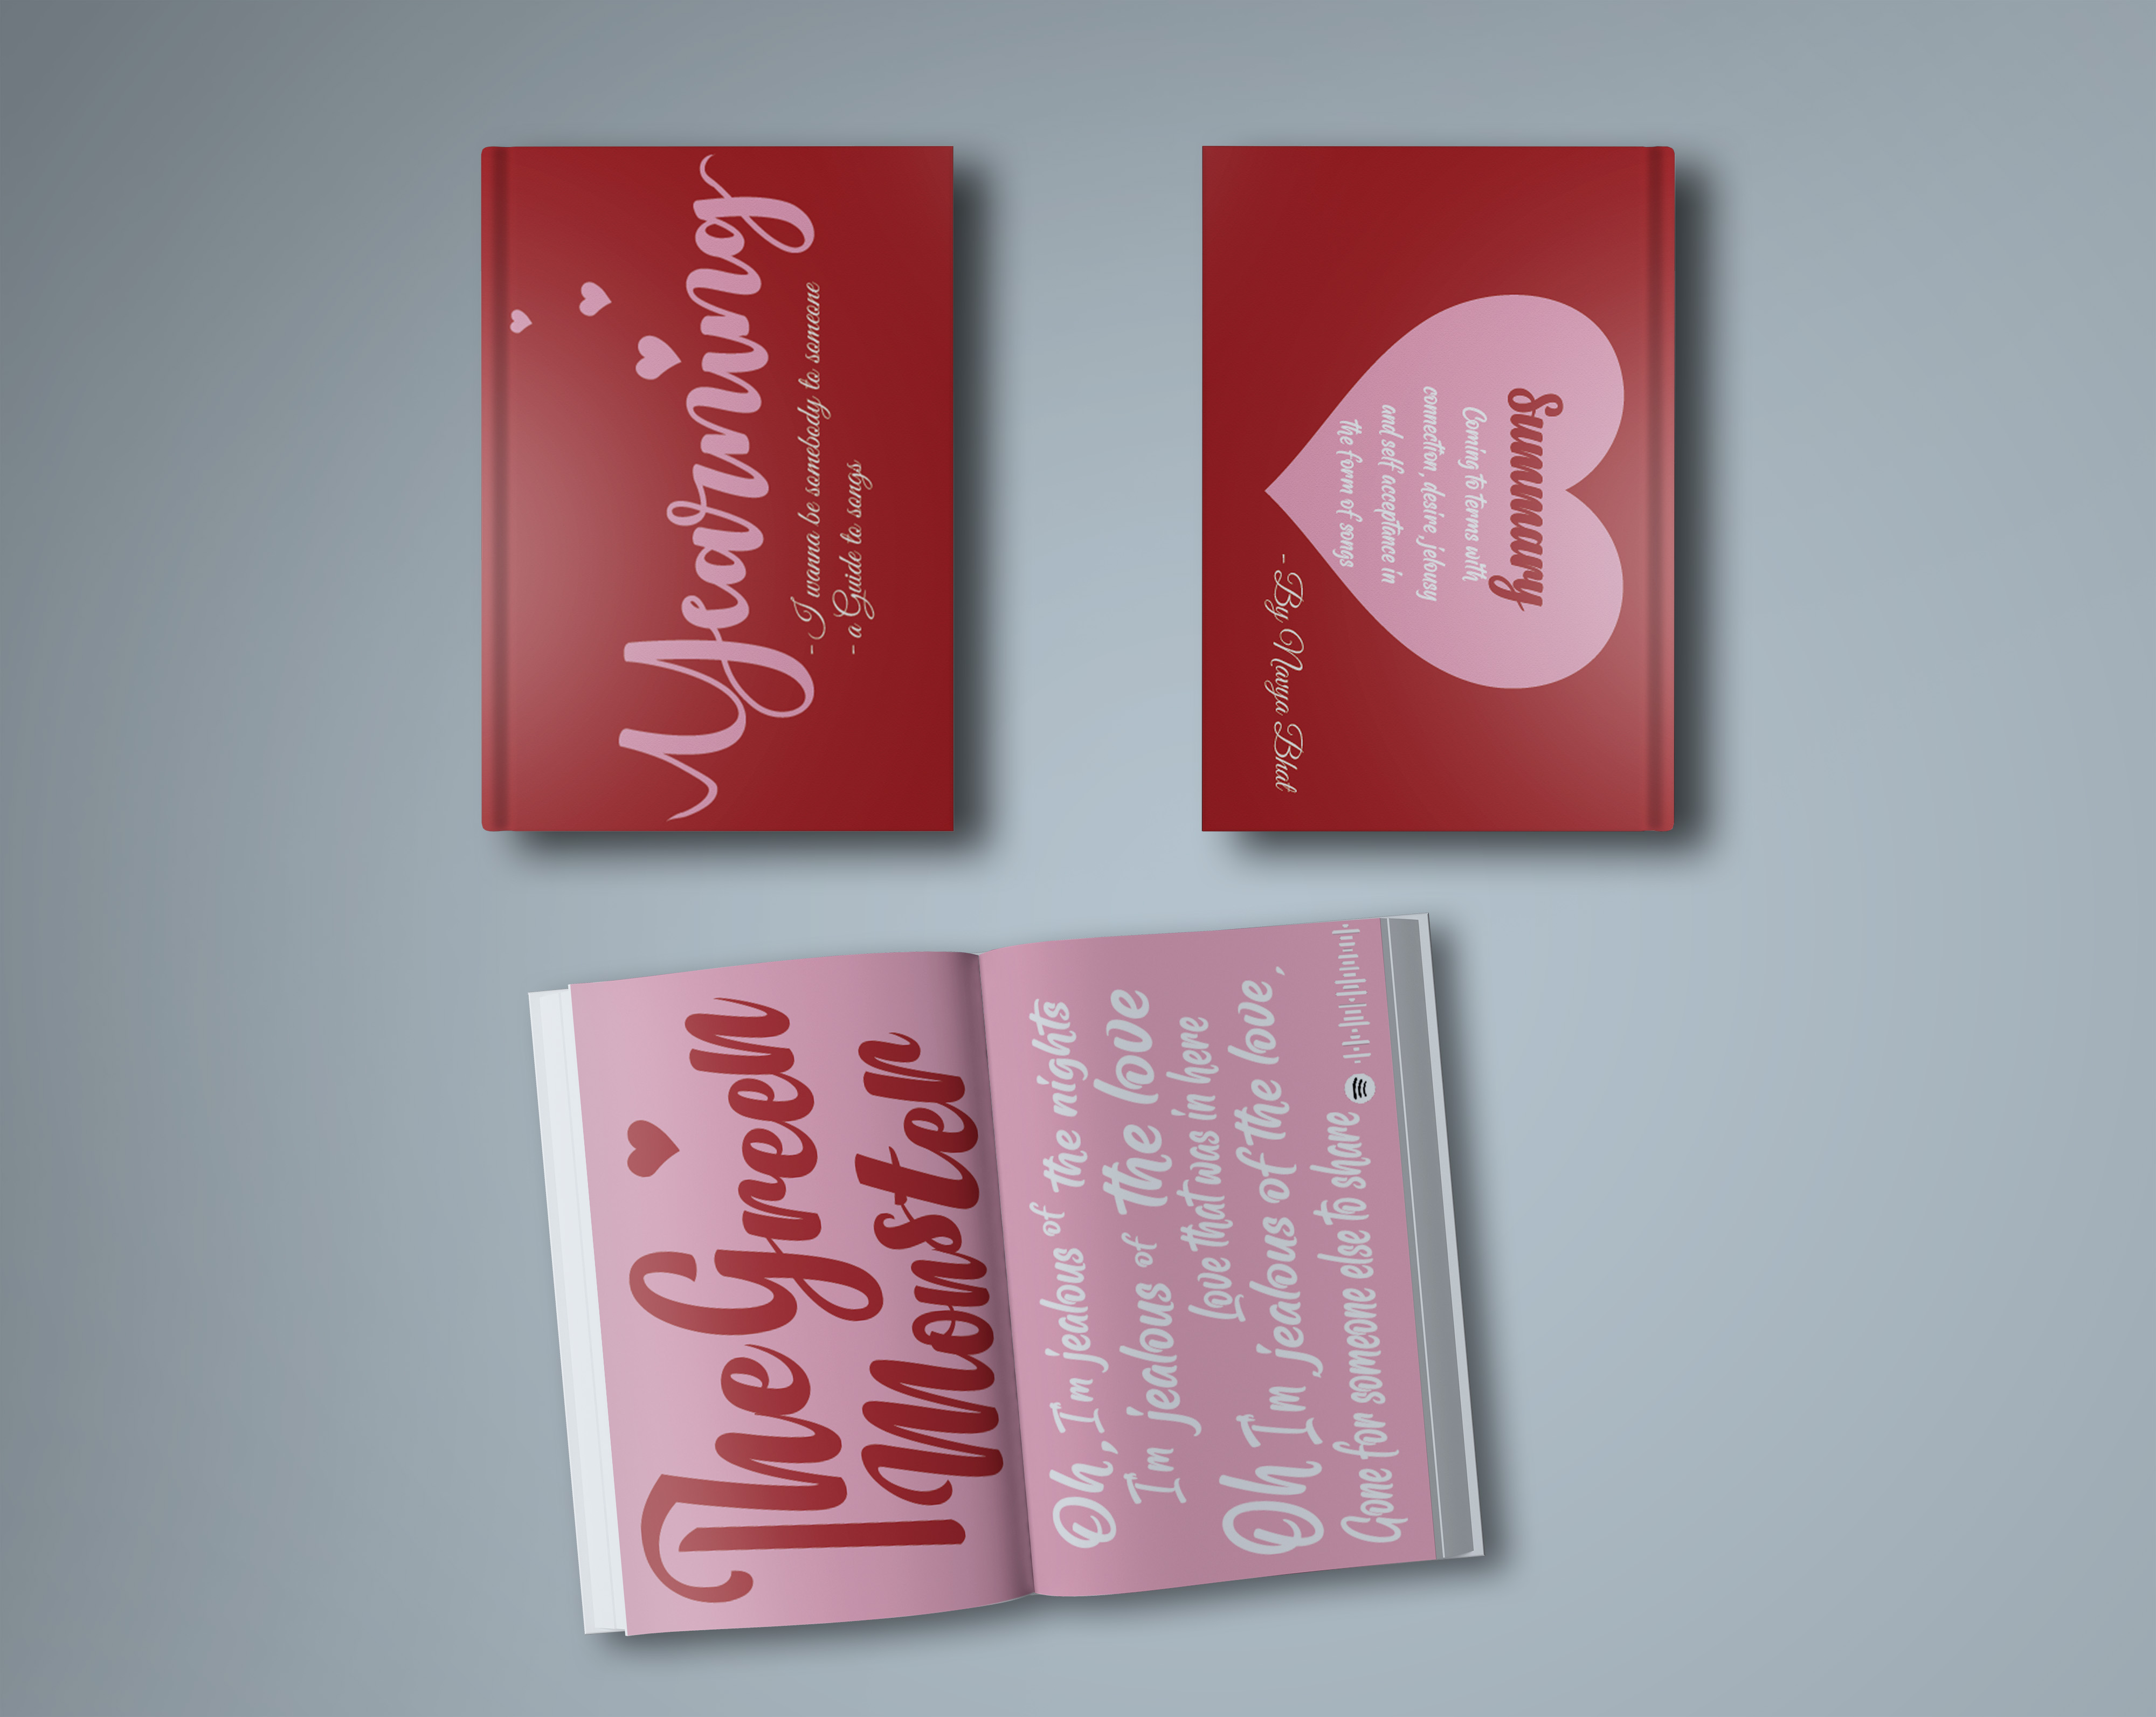 Yearning
- I wanna be somebody to someone
- a Guide to songs
Summary
Coming to terms with
connection, desire, jelousy
and self acceptance in
the form of songs
- By Navya Bhat
The Green
Monster
Oh, I'm jealous of the nights
I'm jealous of the love
Love that was in here
Oh I'm jealous of the love,
Gone for someone else to share